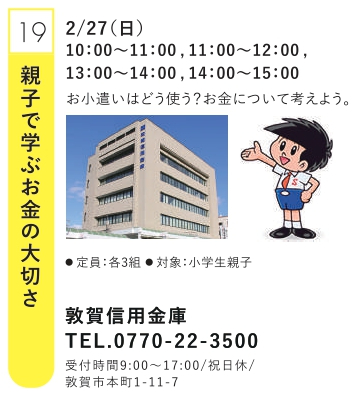 19
親子で学ぶお金の大切さ
2/27(日)
10:00〜11:00 , 11:00〜12:00 ,
13:00〜14:00 , 14:00〜15:00
お小遣いはどう使う?お金について考えよう。
● 定員:各3組 ● 対象:小学生親子
敦賀信用金庫
TEL.0770-22-3500
受付時間9:00〜17:00/祝日休/
敦賀市本町1-11-7